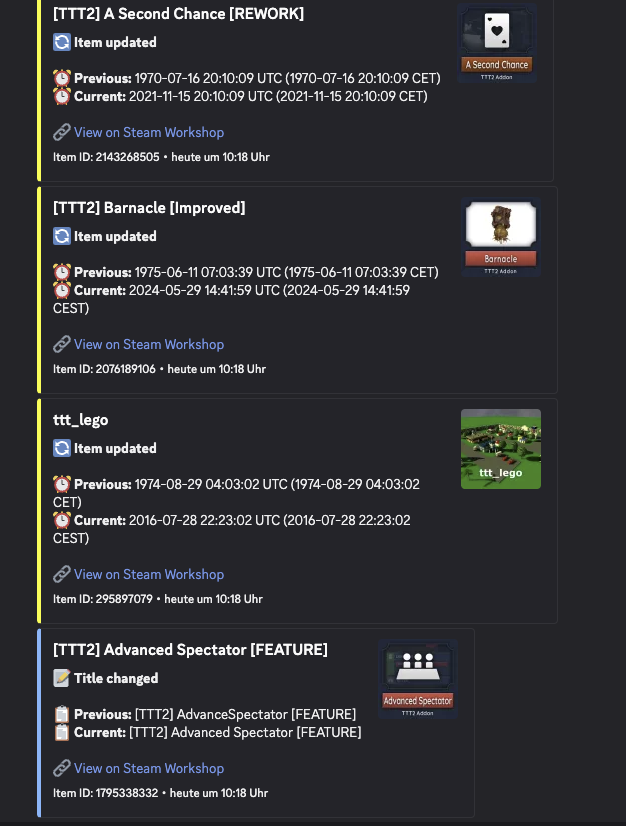 [TTT2] A Second Chance [REWORK]
🔄 Item updated
⏰ Previous: 1970-07-16 20:10:09 UTC (1970-07-16 20:10:09 CET)
⏰ Current: 2021-11-15 20:10:09 UTC (2021-11-15 20:10:09 CET)
🔗 View on Steam Workshop
Item ID: 2143268505 • heute um 10:18 Uhr
A Second Chance
TTT2 Addon
[TTT2] Barnacle [Improved]
🔄 Item updated
⏰ Previous: 1975-06-11 07:03:39 UTC (1975-06-11 07:03:39 CET)
⏰ Current: 2024-05-29 14:41:59 UTC (2024-05-29 14:41:59
CEST)
🔗 View on Steam Workshop
Item ID: 2076189106 • heute um 10:18 Uhr
Barnacle
TTT2 Addon
ttt_lego
🔄 Item updated
⏰ Previous: 1974-08-29 04:03:02 UTC (1974-08-29 04:03:02
CET)
⏰ Current: 2016-07-28 22:23:02 UTC (2016-07-28 22:23:02
CEST)
🔗 View on Steam Workshop
Item ID: 295897079 • heute um 10:18 Uhr
ttt_lego
[TTT2] Advanced Spectator [FEATURE]
📝 Title changed
📋 Previous: [TTT2] AdvanceSpectator [FEATURE]
📋 Current: [TTT2] Advanced Spectator [FEATURE]
🔗 View on Steam Workshop
Item ID: 1795338332 • heute um 10:18 Uhr
Advanced Spectator
TTT2 Addon